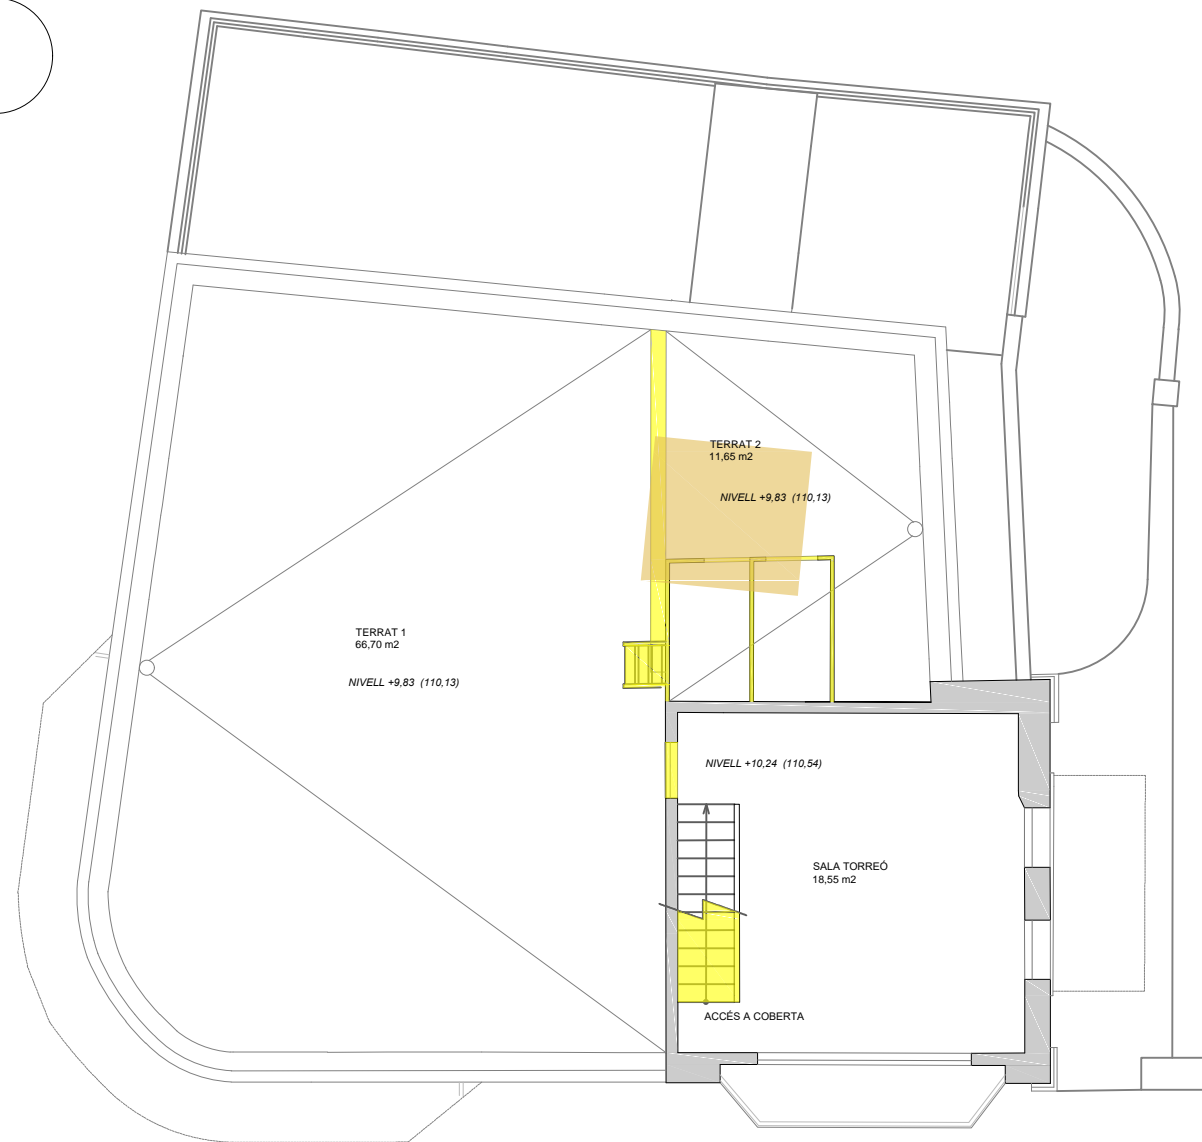 TERRAT 2
11,65 m2
NIVELL +9,83 (110,13)
TERRAT 1
66,70 m2
NIVELL +9,83 (110,13)
NIVELL +10,24 (110,54)
SALA TORREÓ
18,55 m2
ACCÉS A COBERTA